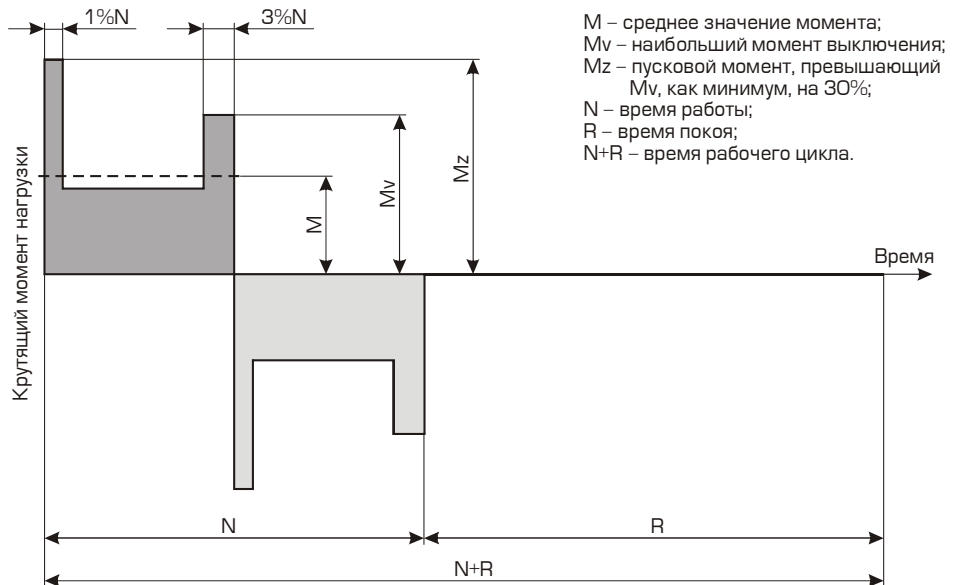 1%N
3%N
M – среднее значение момента;
Mv – наибольший момент выключения;
Mz – пусковой момент, превышающий
Mv, как минимум, на 30%;
N – время работы;
R – время покоя;
N+R – время рабочего цикла.
Крутящий момент нагрузки
M
Mv
Mz
Время
N
R
N+R